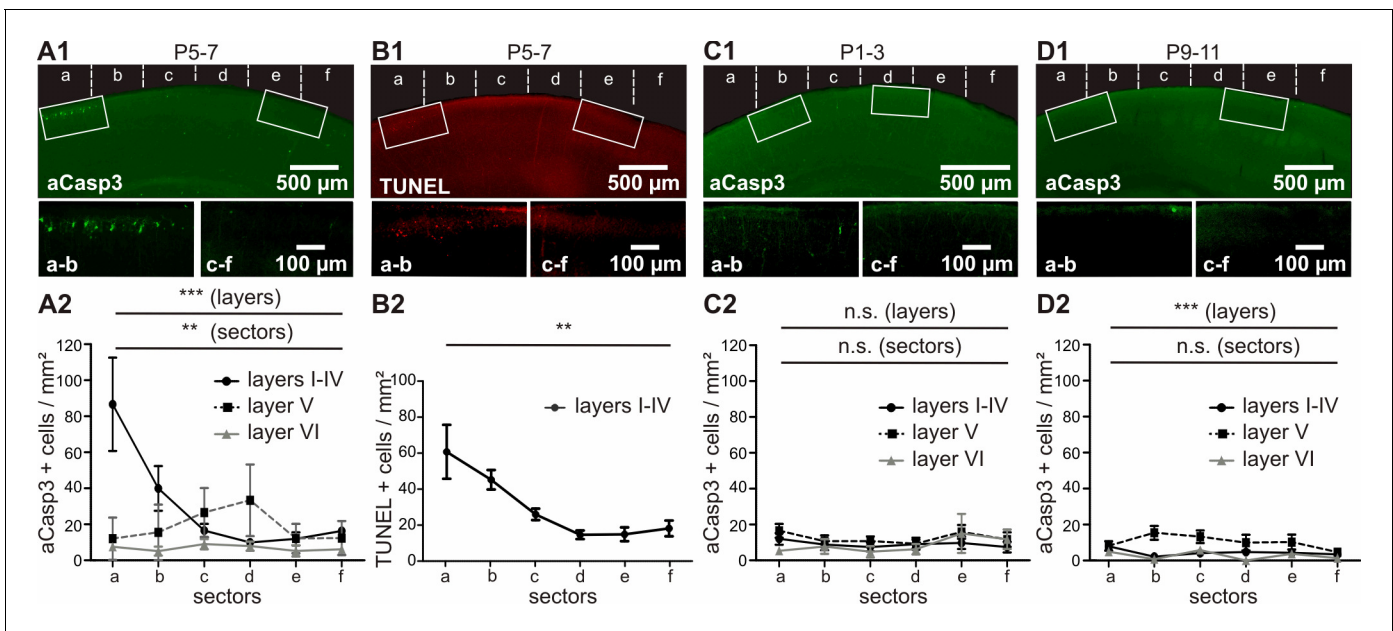 A1 P5-7
a b c d e f
aCasp3 500 µm
a-b c-f 100 µm
B1 P5-7
a b c d e f
TUNEL 500 µm
a-b c-f 100 µm
C1 P1-3
a b c d e f
aCasp3 500 µm
a-b c-f 100 µm
D1 P9-11
a b c d e f
aCasp3 500 µm
a-b c-f 100 µm
A2
*** (layers)
** (sectors)
aCasp3 + cells / mm²
120
100
80
60
40
20
0
layers I-IV
layer V
layer VI
a b c d e f
sectors
B2
**
TUNEL + cells / mm²
100
80
60
40
20
0
layers I-IV
a b c d e f
sectors
C2
n.s. (layers)
n.s. (sectors)
aCasp3 + cells / mm²
120
100
80
60
40
20
0
layers I-IV
layer V
layer VI
a b c d e f
sectors
D2
*** (layers)
n.s. (sectors)
aCasp3 + cells / mm²
120
100
80
60
40
20
0
layers I-IV
layer V
layer VI
a b c d e f
sectors